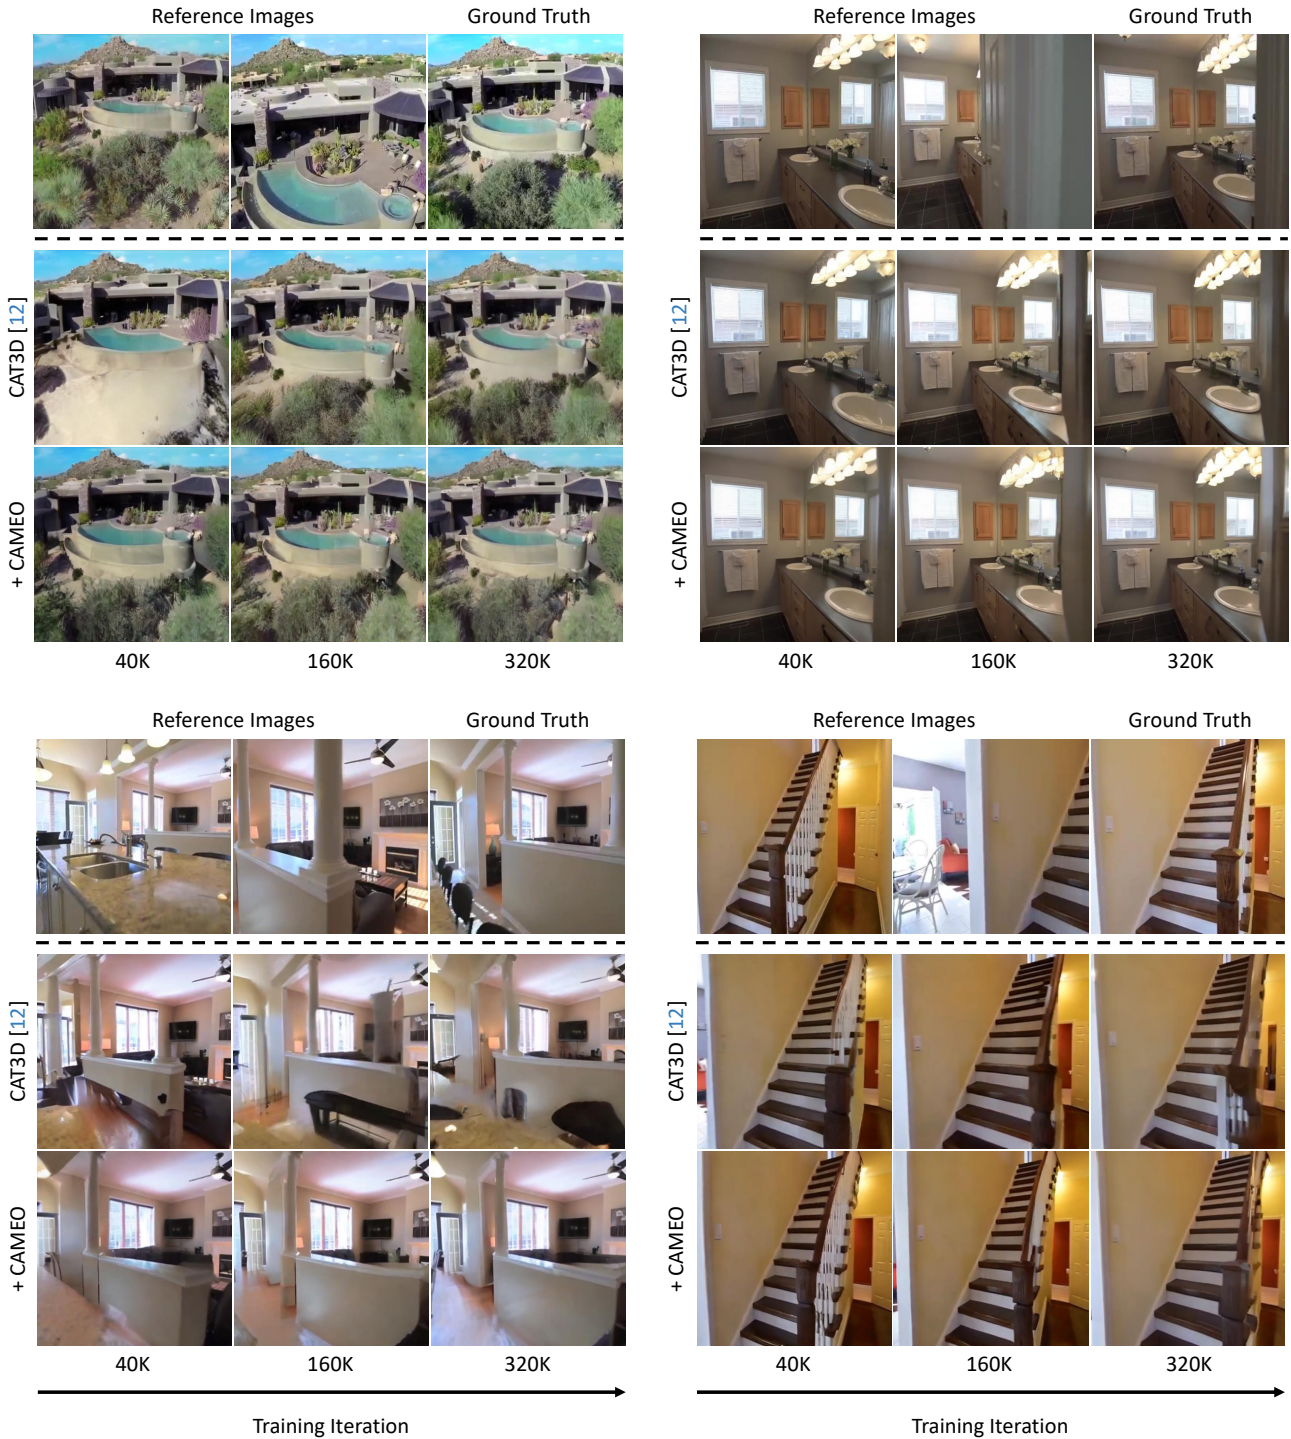 Reference Images
Ground Truth
Reference Images
Ground Truth
CAT3D [12]
+ CAMEO
CAT3D [12]
+ CAMEO
40K
160K
320K
40K
160K
320K
Reference Images
Ground Truth
Reference Images
Ground Truth
CAT3D [12]
+ CAMEO
CAT3D [12]
+ CAMEO
40K
160K
320K
40K
160K
320K
Training Iteration
Training Iteration